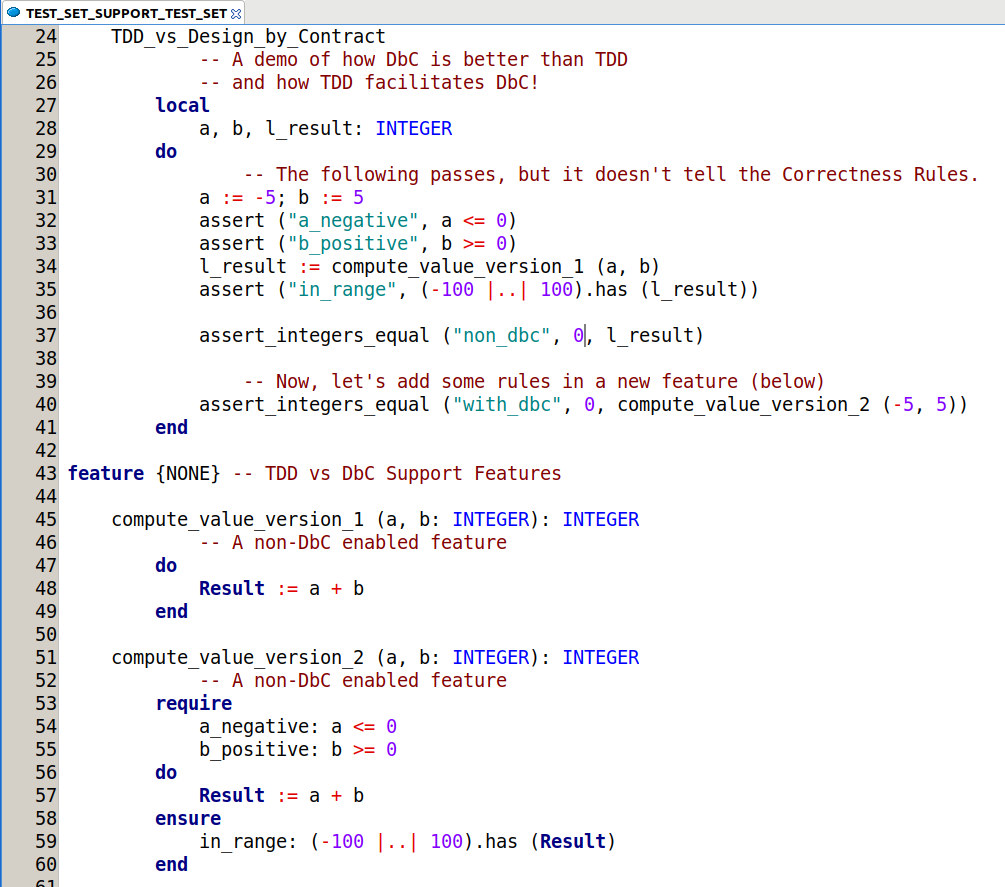 TEST_SET_SUPPORT_TEST_SET
24 TDD_vs_Design_by_Contract
25 -- A demo of how DbC is better than TDD
26 -- and how TDD facilitates DbC!
27 local
28 a, b, l_result: INTEGER
29 do
30 -- The following passes, but it doesn't tell the Correctness Rules.
31 a := -5; b := 5
32 assert ("a_negative", a <= 0)
33 assert ("b_positive", b >= 0)
34 l_result := compute_value_version_1 (a, b)
35 assert ("in_range", (-100 |..| 100).has (l_result))
36
37 assert_integers_equal ("non_dbc", 0, l_result)
38
39 -- Now, let's add some rules in a new feature (below)
40 assert_integers_equal ("with_dbc", 0, compute_value_version_2 (-5, 5))
41 end
42
43 feature {NONE} -- TDD vs DbC Support Features
44
45 compute_value_version_1 (a, b: INTEGER): INTEGER
46 -- A non-DbC enabled feature
47 do
48 Result := a + b
49 end
50
51 compute_value_version_2 (a, b: INTEGER): INTEGER
52 -- A non-DbC enabled feature
53 require
54 a_negative: a <= 0
55 b_positive: b >= 0
56 do
57 Result := a + b
58 ensure
59 in_range: (-100 |..| 100).has (Result)
60 end
61